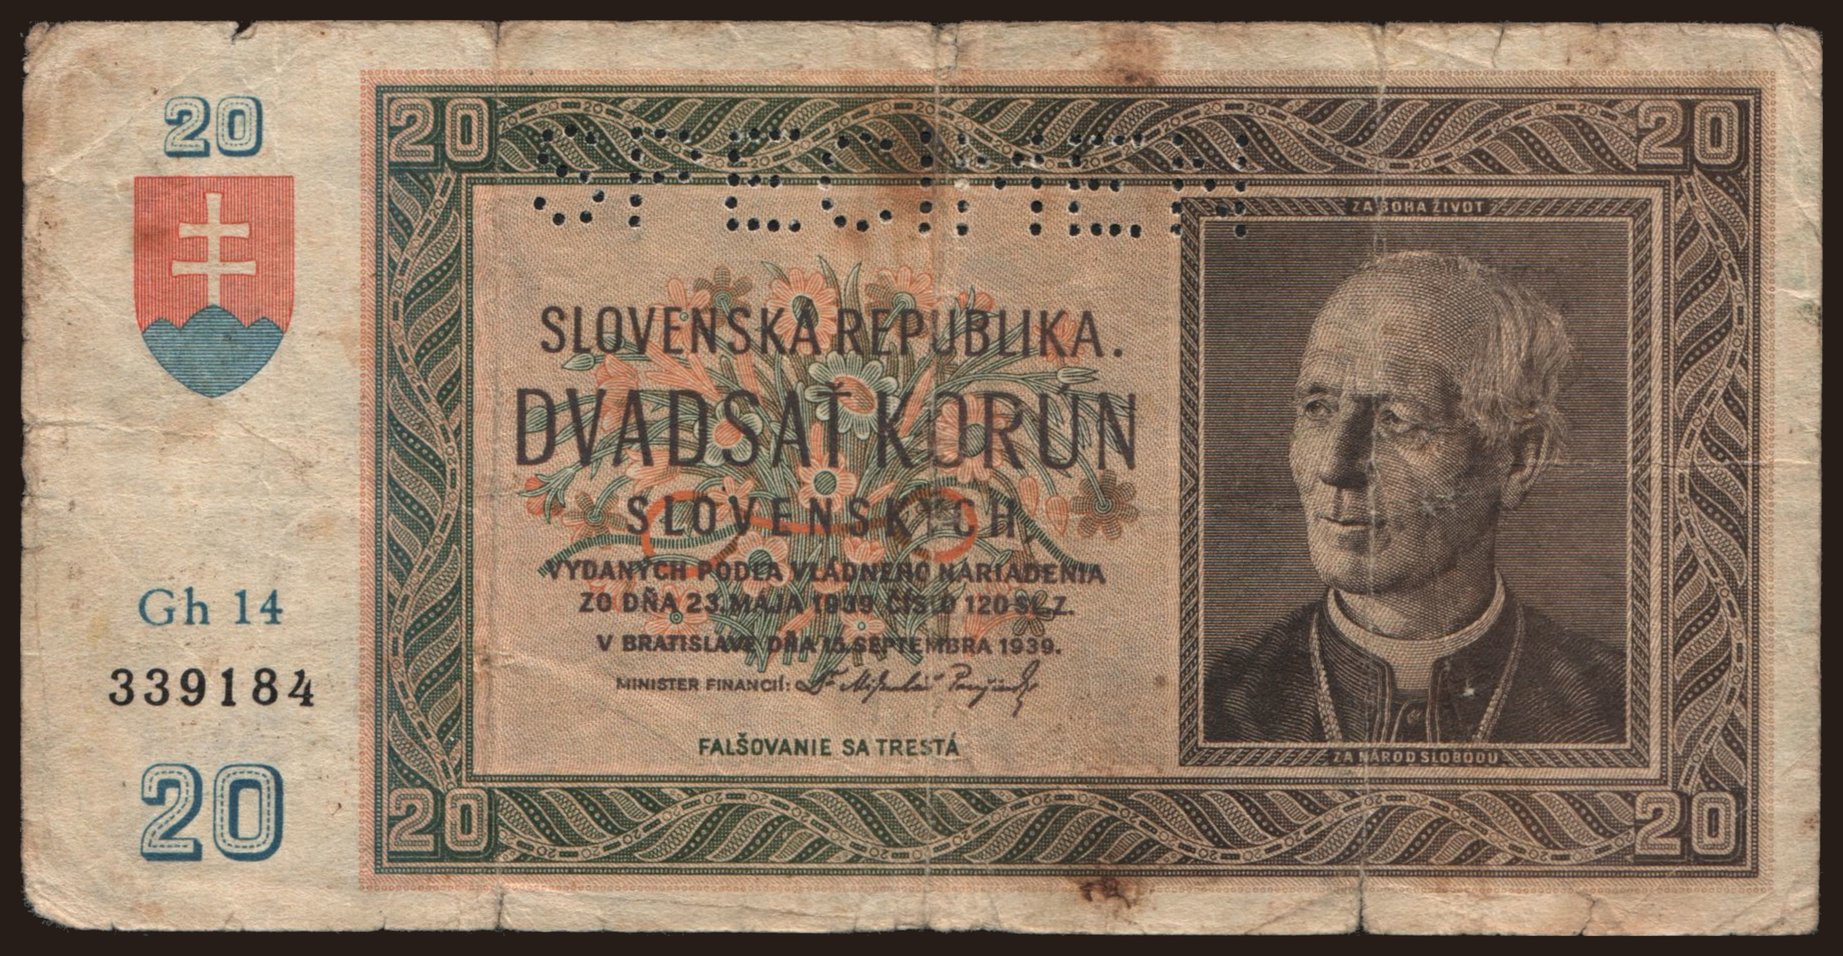 20
20
20
SPECIMEN
ZA BOHA ŽIVOT
SLOVENSKÁ REPUBLIKA.
DVADSAŤ KORÚN
SLOVENSKÝCH,
VYDANÝCH PODĽA VLÁDNEHO NARIADENIA
ZO DŇA 23. MÁJA 1939 ČÍSLO 120 SL. Z.
V BRATISLAVE DŇA 15. SEPTEMBRA 1939.
MINISTER FINANCIÍ:
FALŠOVANIE SA TRESTÁ
ZA NÁROD SLOBODU
Gh 14
339184
20
20
20